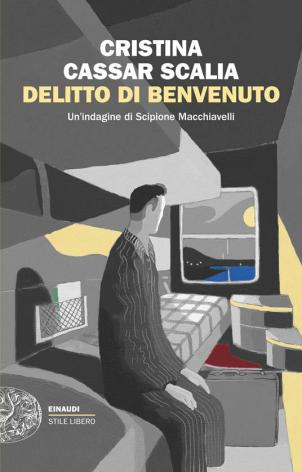 CRISTINA
CASSAR SCALIA
DELITTO DI BENVENUTO
Un'indagine di Scipione Macchiavelli
EINAUDI
STILE LIBERO